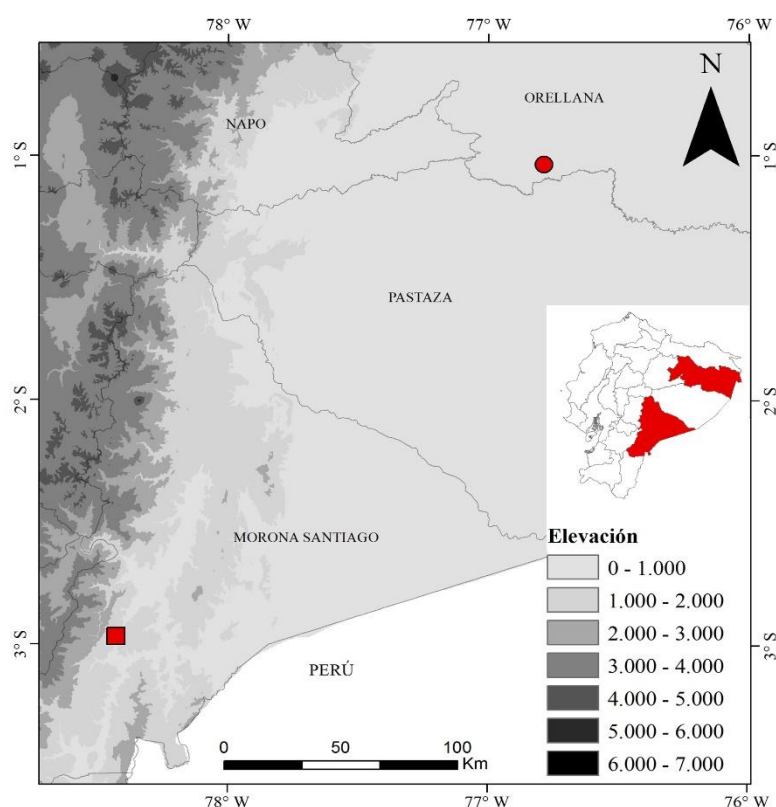 78° W
77° W
76° W
N
ORELLANA
NAPO
1° S
1° S
PASTAZA
2° S
2° S
MORONA SANTIAGO
Elevación
0 - 1.000
1.000 - 2.000
2.000 - 3.000
3.000 - 4.000
4.000 - 5.000
5.000 - 6.000
6.000 - 7.000
3° S
3° S
PERÚ
0
50
100
Km
78° W
77° W
76° W